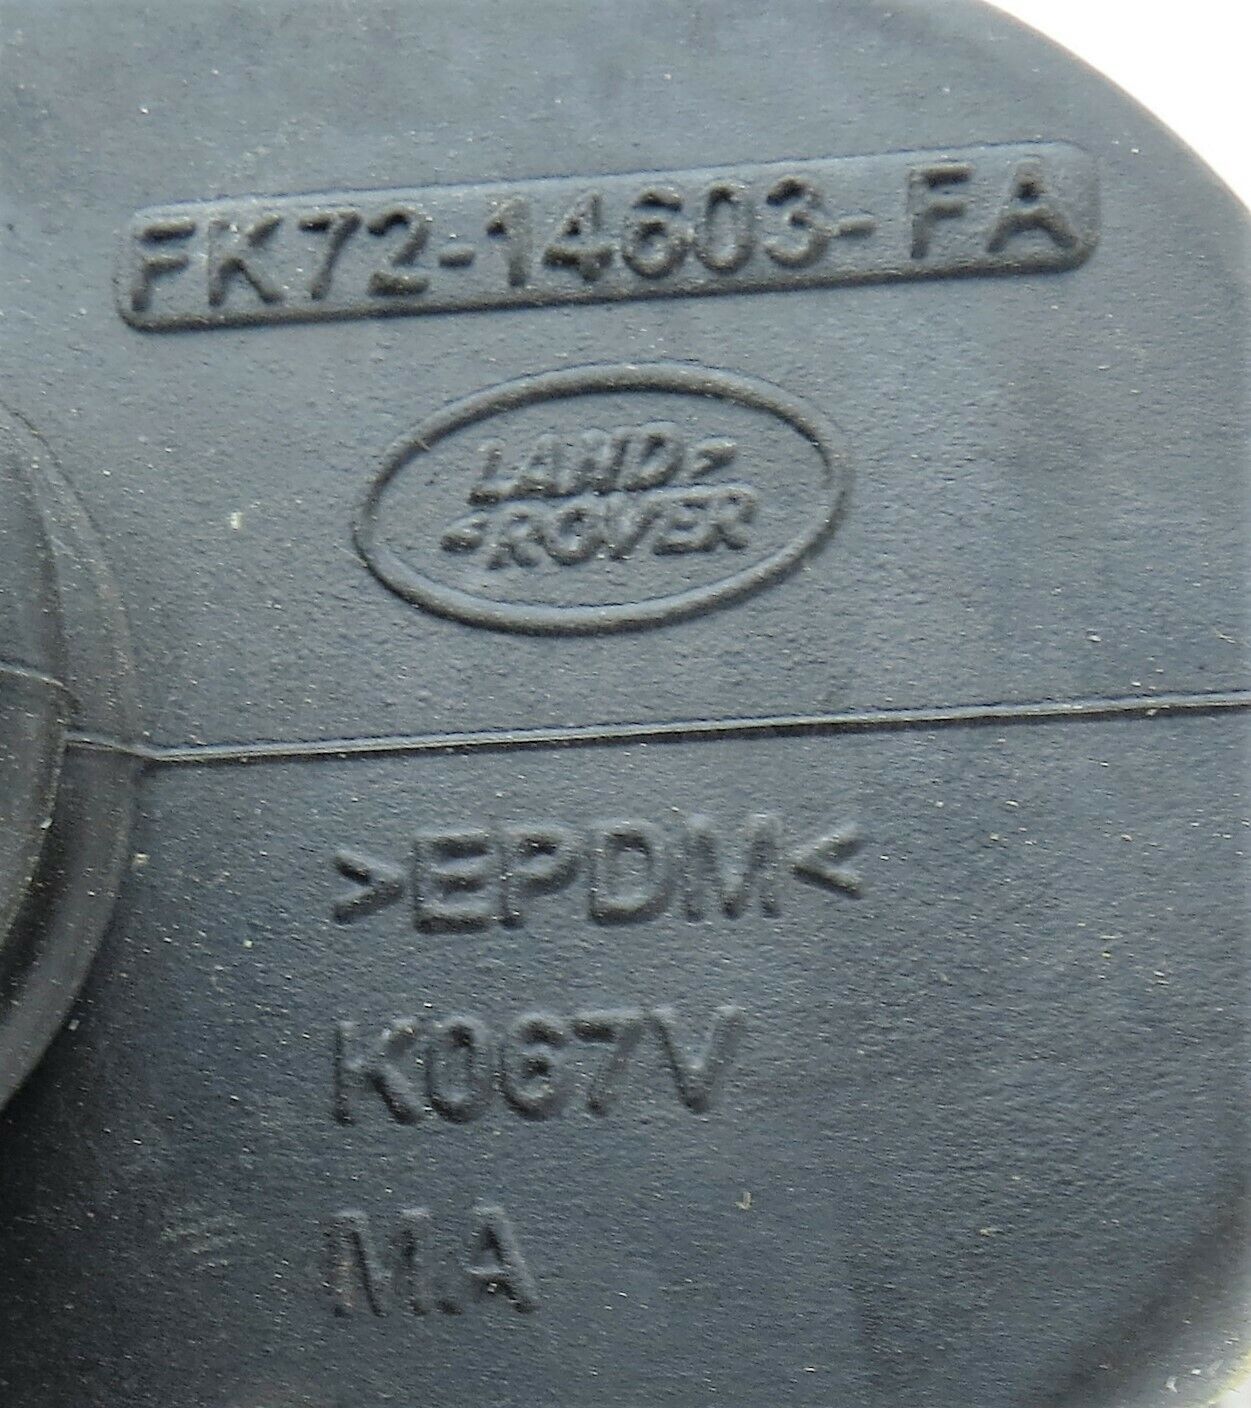 FK72-14603-FA
LAND
ROVER
>EPDM<
K067V
M.A